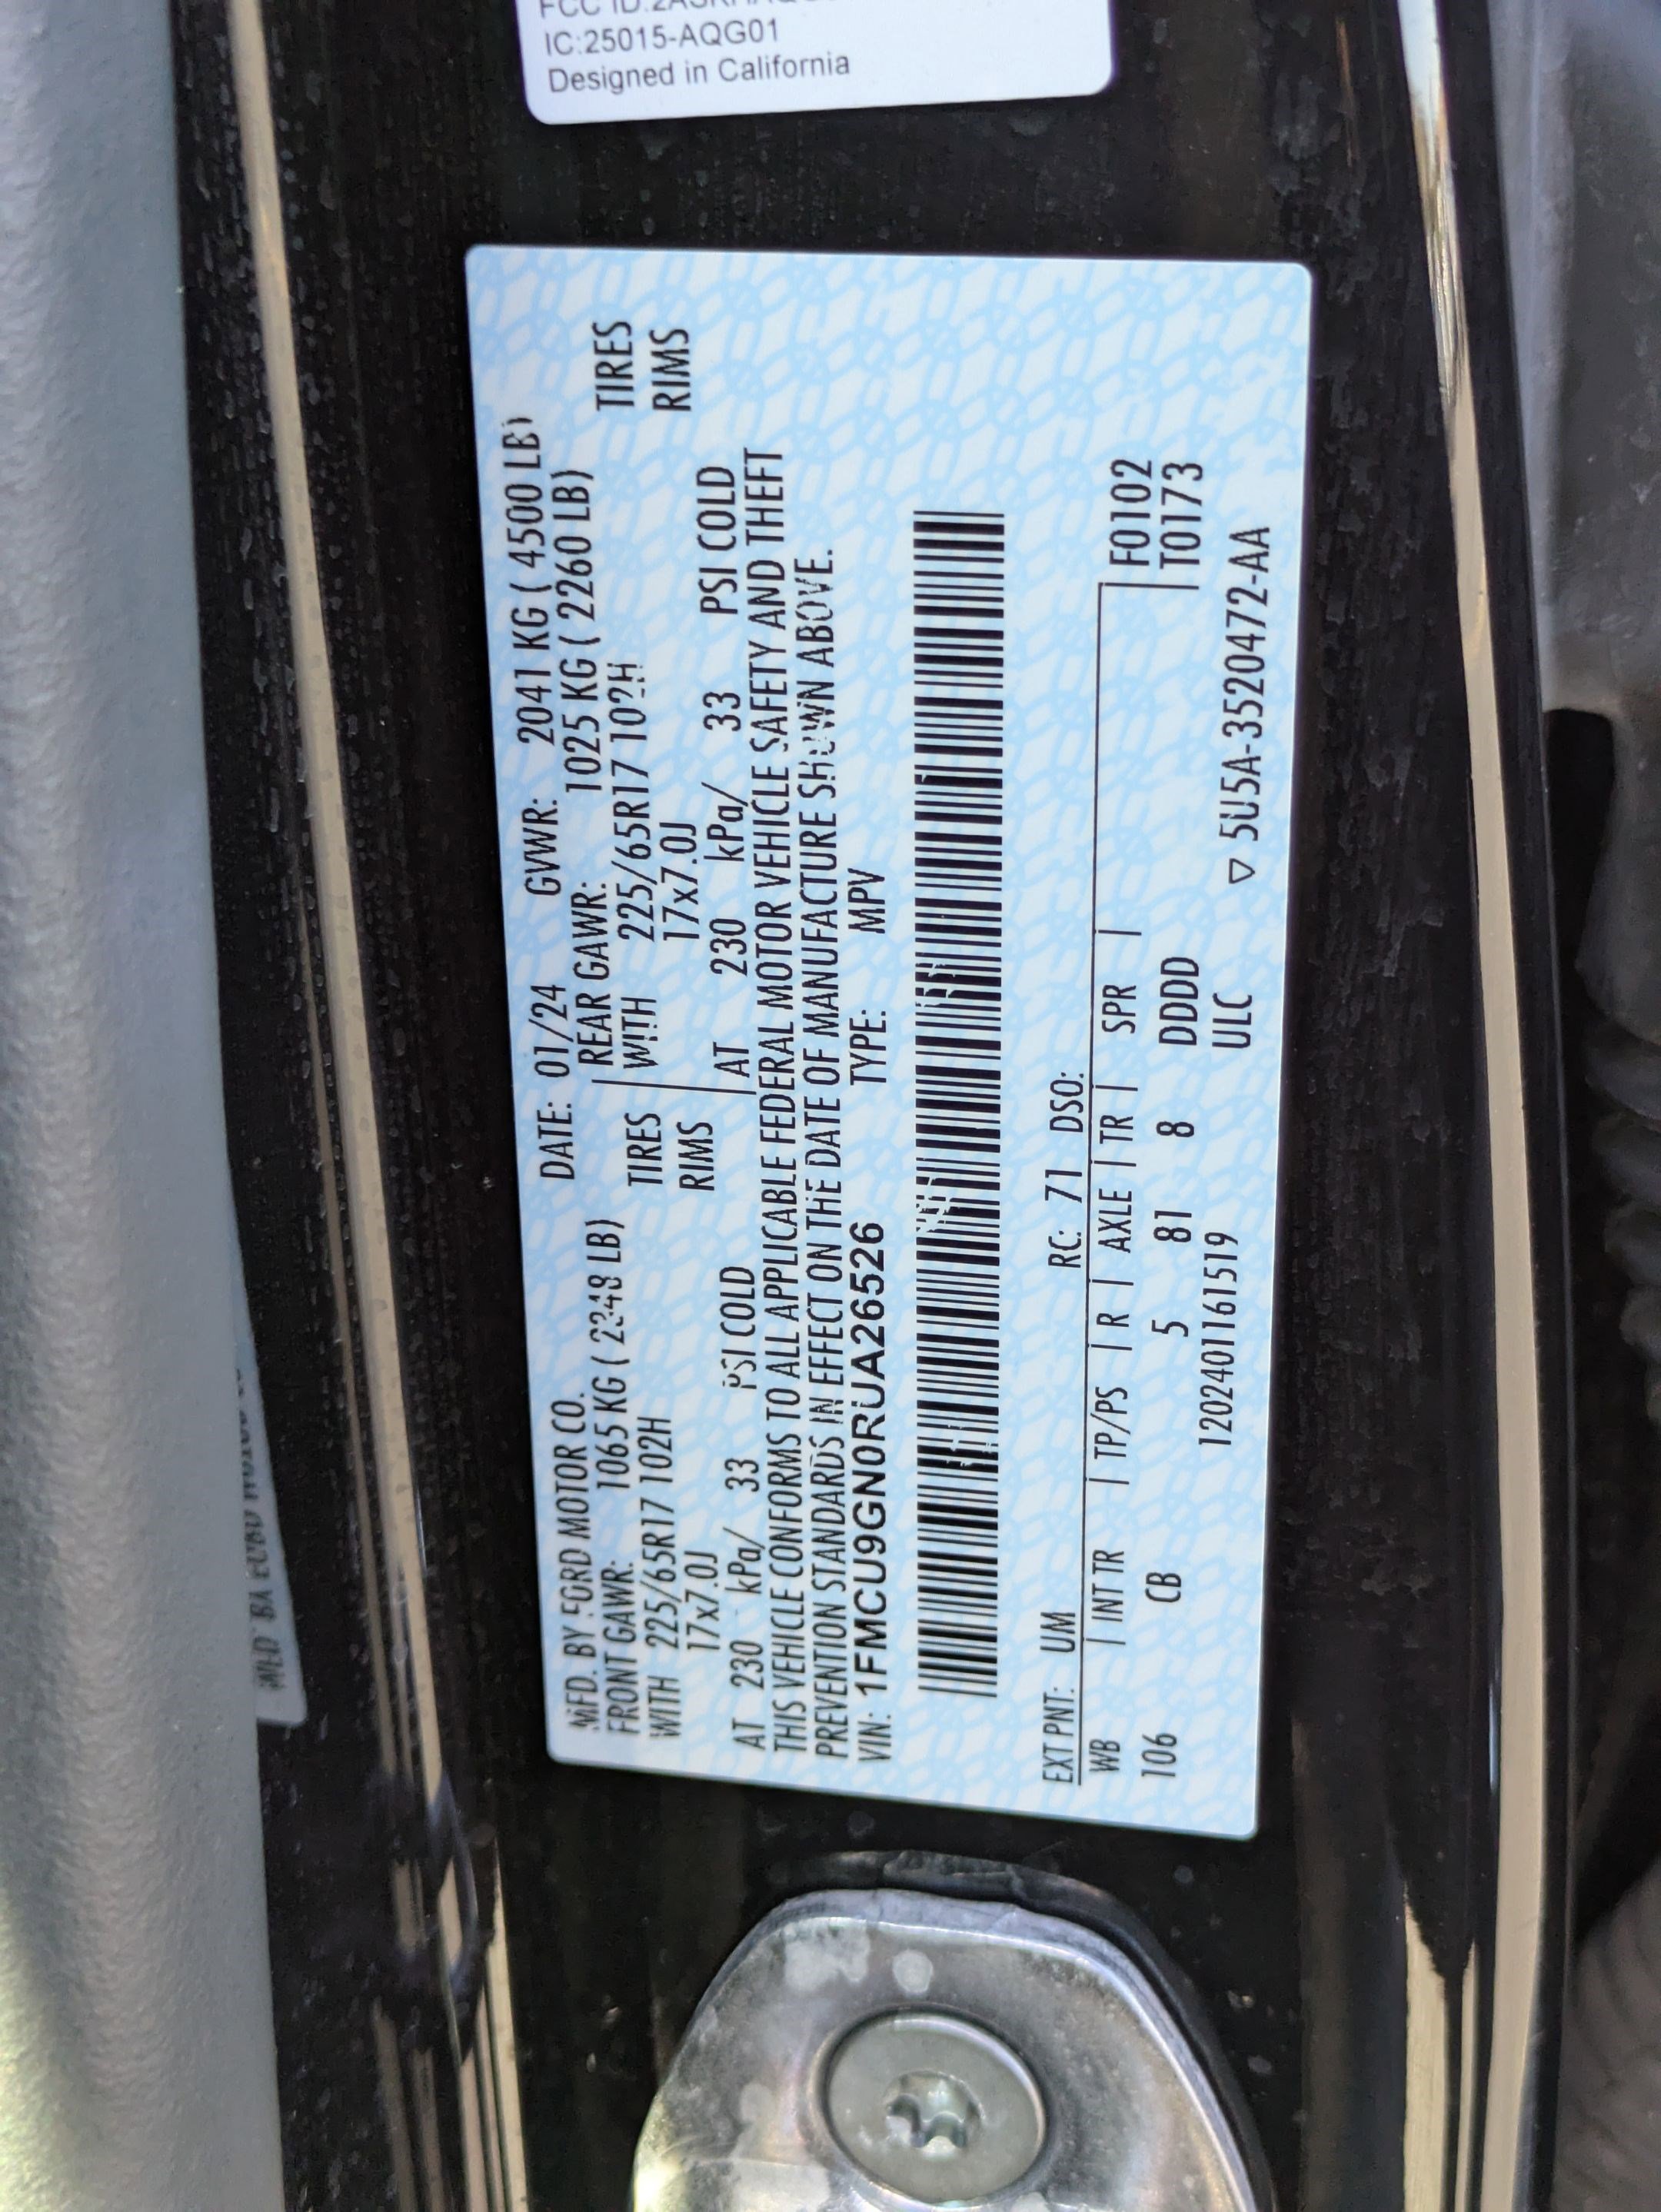 IC:25015-AQG01
Designed in California
MFD. BY FORD MOTOR CO. DATE: 01/24 GVWR: 2041 KG ( 4500 LB)
FRONT GAWR: 1065 KG ( 2348 LB) REAR GAWR: 1025 KG ( 2260 LB)
WITH 225/65R17 102H TIRES WITH 225/65R17 102H TIRES
17x7.0J RIMS 17x7.0J RIMS
AT 230 kPa/ 33 PSI COLD AT 230 kPa/ 33 PSI COLD
THIS VEHICLE CONFORMS TO ALL APPLICABLE FEDERAL MOTOR VEHICLE SAFETY AND THEFT
PREVENTION STANDARDS IN EFFECT ON THE DATE OF MANUFACTURE SHOWN ABOVE.
VIN: 1FMCU9GN0RUA26526 TYPE: MPV
EXT PNT: UM RC: 71 DSO:
WB | INT TR | TP/PS | R | AXLE | TR | SPR | F0102
106 CB 5 81 8 DDDD T0173
120240116151519 ULC ▽ 5U5A-3520472-AA